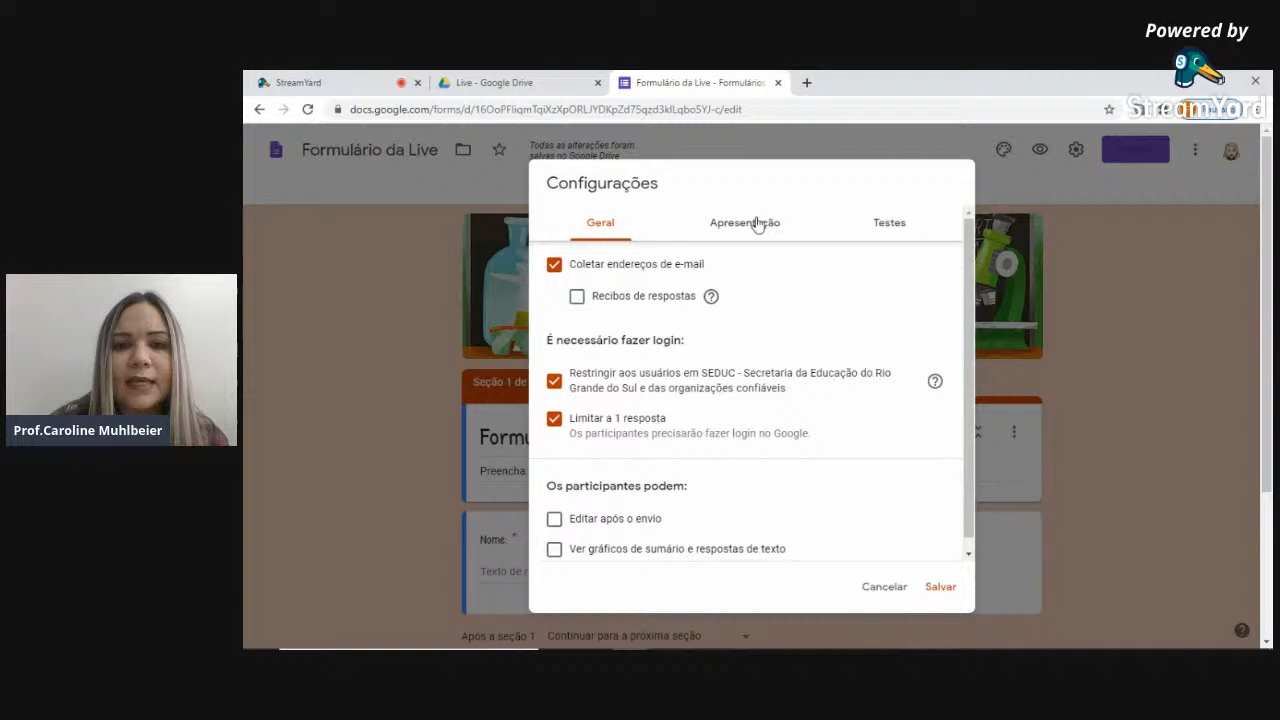 Powered by
StreamYard
StreamYard
Live - Google Drive
Formulário da Live - Formulários
docs.google.com/forms/d/16OoPFIiqmTqiXzXpORLJYDKpZd75qzd3kILqbo5YJ-c/edit
Formulário da Live
Todas as alterações foram
salvas no Google Drive
Configurações
Geral
Apresentação
Testes
Coletar endereços de e-mail
Recibos de respostas
É necessário fazer login:
Restringir aos usuários em SEDUC - Secretaria da Educação do Rio
Grande do Sul e das organizações confiáveis
Limitar a 1 resposta
Os participantes precisarão fazer login no Google.
Os participantes podem:
Editar após o envio
Ver gráficos de sumário e respostas de texto
Cancelar
Salvar
Seção 1 de
Formu
Preencha
Nome: *
Texto de r
Após a seção 1
Continuar para a próxima seção
Prof.Caroline Muhlbeier